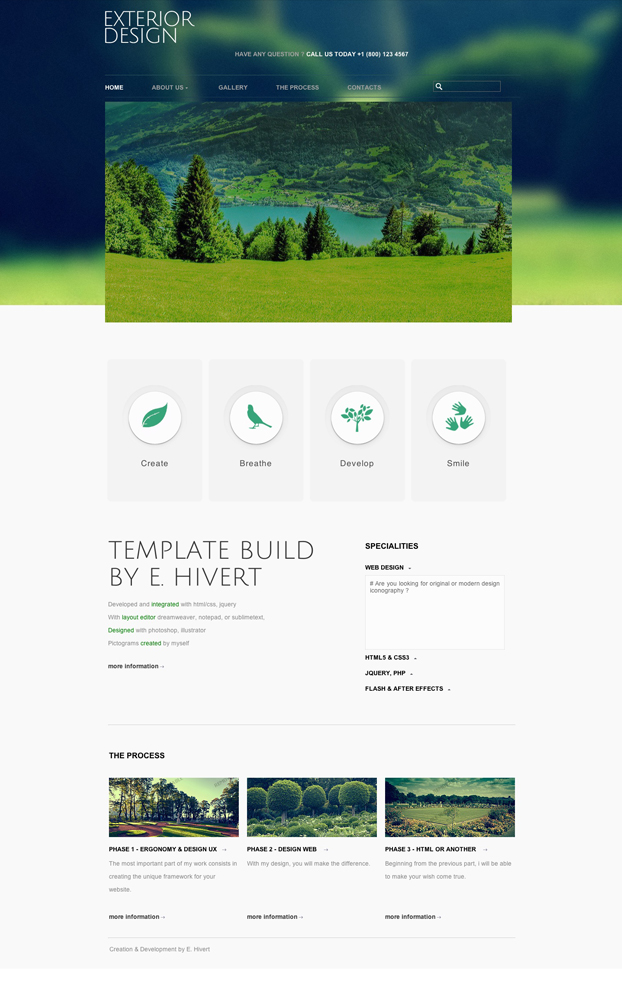 EXTERIOR
DESIGN
HAVE ANY QUESTION ? CALL US TODAY +1 (800) 123 4567
HOME ABOUT US GALLERY THE PROCESS CONTACTS
Create Breathe Develop Smile
TEMPLATE BUILD
BY E. HIVERT
Developed and integrated with html/css, jquery
With layout editor dreamweaver, notepad, or sublimetext,
Designed with photoshop, illustrator
Pictograms created by myself
more information
SPECIALITIES
WEB DESIGN
# Are you looking for original or modern design
iconography ?
HTML5 & CSS3
JQUERY, PHP
FLASH & AFTER EFFECTS
THE PROCESS
PHASE 1 - ERGONOMY & DESIGN UX
The most important part of my work consists in
creating the unique framework for your
website.
more information
PHASE 2 - DESIGN WEB
With my design, you will make the difference.
more information
PHASE 3 - HTML OR ANOTHER
Beginning from the previous part, i will be able
to make your wish come true.
more information
Creation & Development by E. Hivert